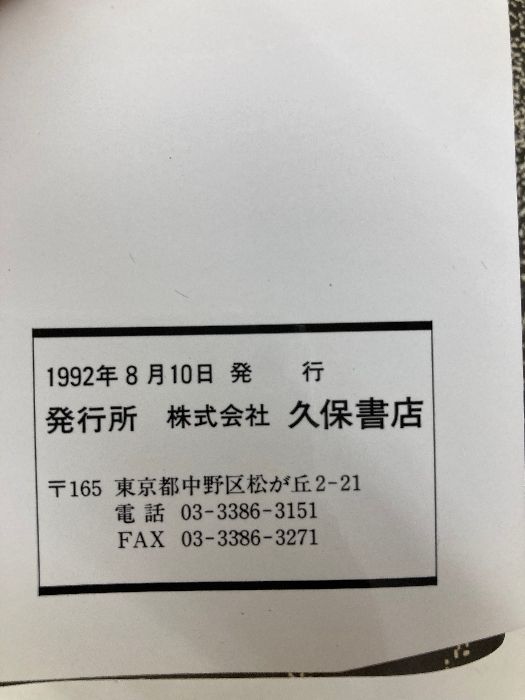 1992年8月10日 発 行
発行所 株式会社 久保書店
〒165 東京都中野区松が丘2-21
電話 03-3386-3151
FAX 03-3386-3271